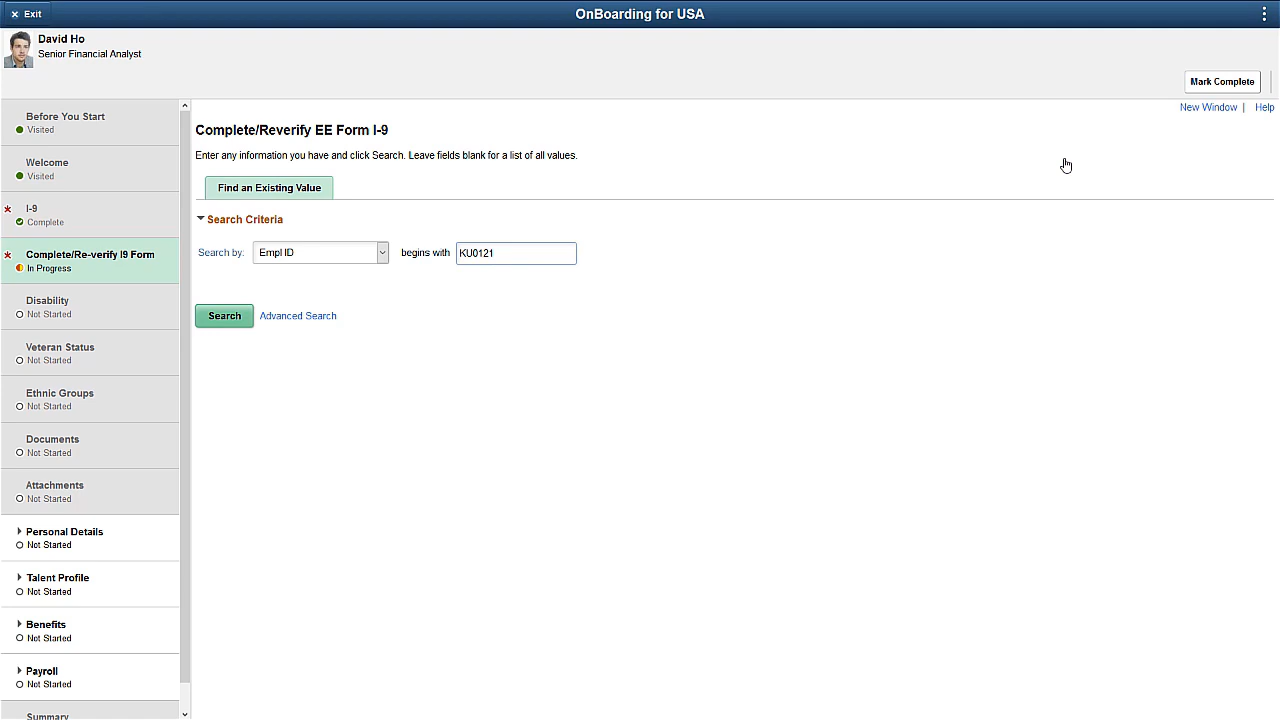 × Exit
OnBoarding for USA
David Ho
Senior Financial Analyst
Mark Complete
New Window | Help
Before You Start
Visited
Welcome
Visited
* I-9
Complete
* Complete/Re-verify I9 Form
In Progress
Disability
Not Started
Veteran Status
Not Started
Ethnic Groups
Not Started
Documents
Not Started
Attachments
Not Started
Personal Details
Not Started
Talent Profile
Not Started
Benefits
Not Started
Payroll
Not Started
Summary
Complete/Reverify EE Form I-9
Enter any information you have and click Search. Leave fields blank for a list of all values.
Find an Existing Value
Search Criteria
Search by: Empl ID begins with KU0121
Search Advanced Search